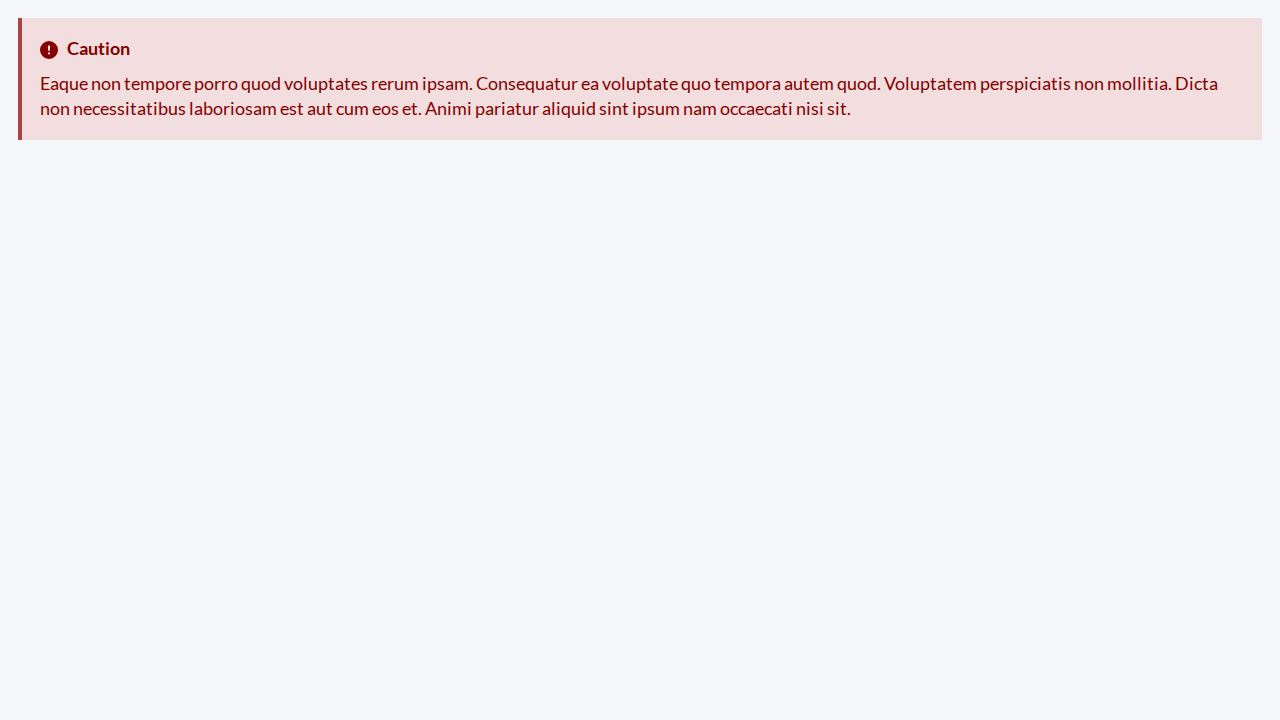 Caution
Eaque non tempore porro quod voluptates rerum ipsam. Consequatur ea voluptate quo tempora autem quod. Voluptatem perspiciatis non mollitia. Dicta
non necessitatibus laboriosam est aut cum eos et. Animi pariatur aliquid sint ipsum nam occaecati nisi sit.